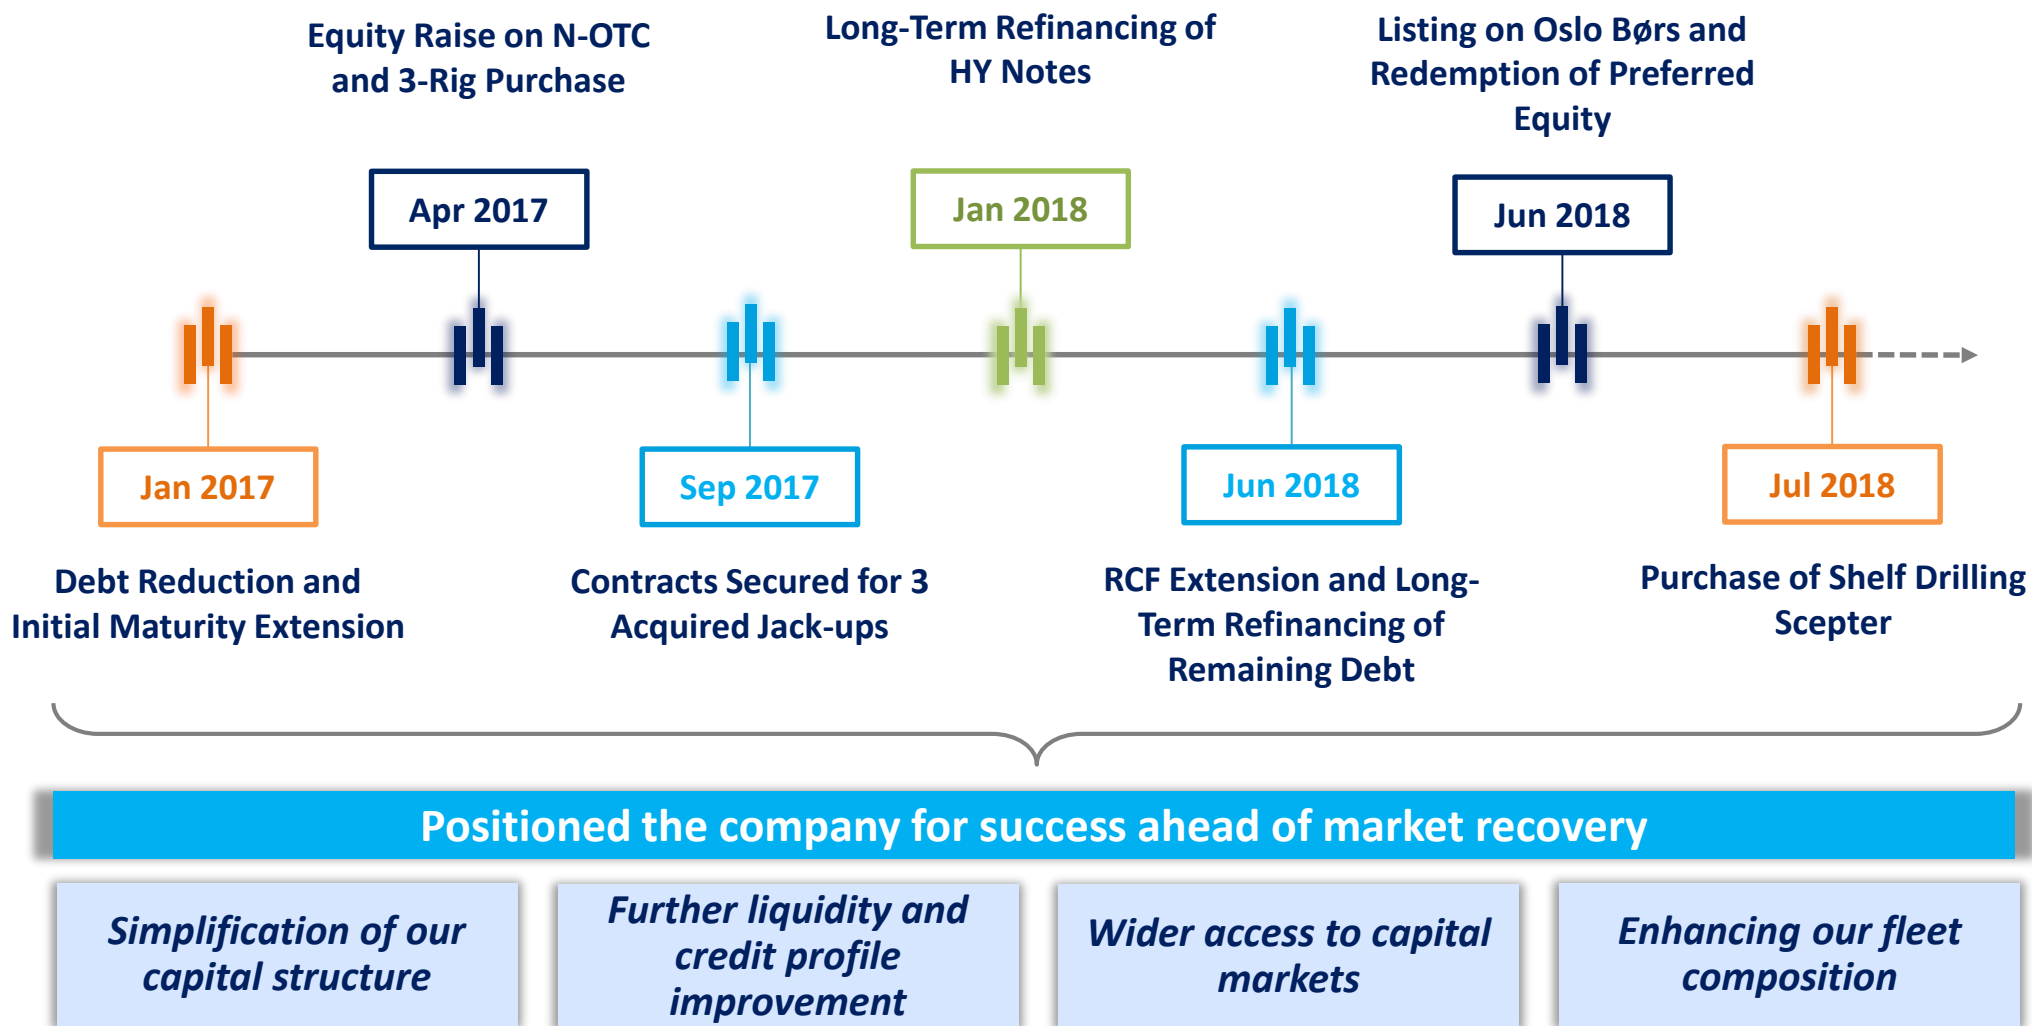 Equity Raise on N-OTC
and 3-Rig Purchase
Long-Term Refinancing of
HY Notes
Listing on Oslo Børs and
Redemption of Preferred
Equity
Apr 2017
Jan 2018
Jun 2018
Jan 2017
Sep 2017
Jun 2018
Jul 2018
Debt Reduction and
Initial Maturity Extension
Contracts Secured for 3
Acquired Jack-ups
RCF Extension and Long-
Term Refinancing of
Remaining Debt
Purchase of Shelf Drilling
Scepter
Positioned the company for success ahead of market recovery
Simplification of our
capital structure
Further liquidity and
credit profile
improvement
Wider access to capital
markets
Enhancing our fleet
composition